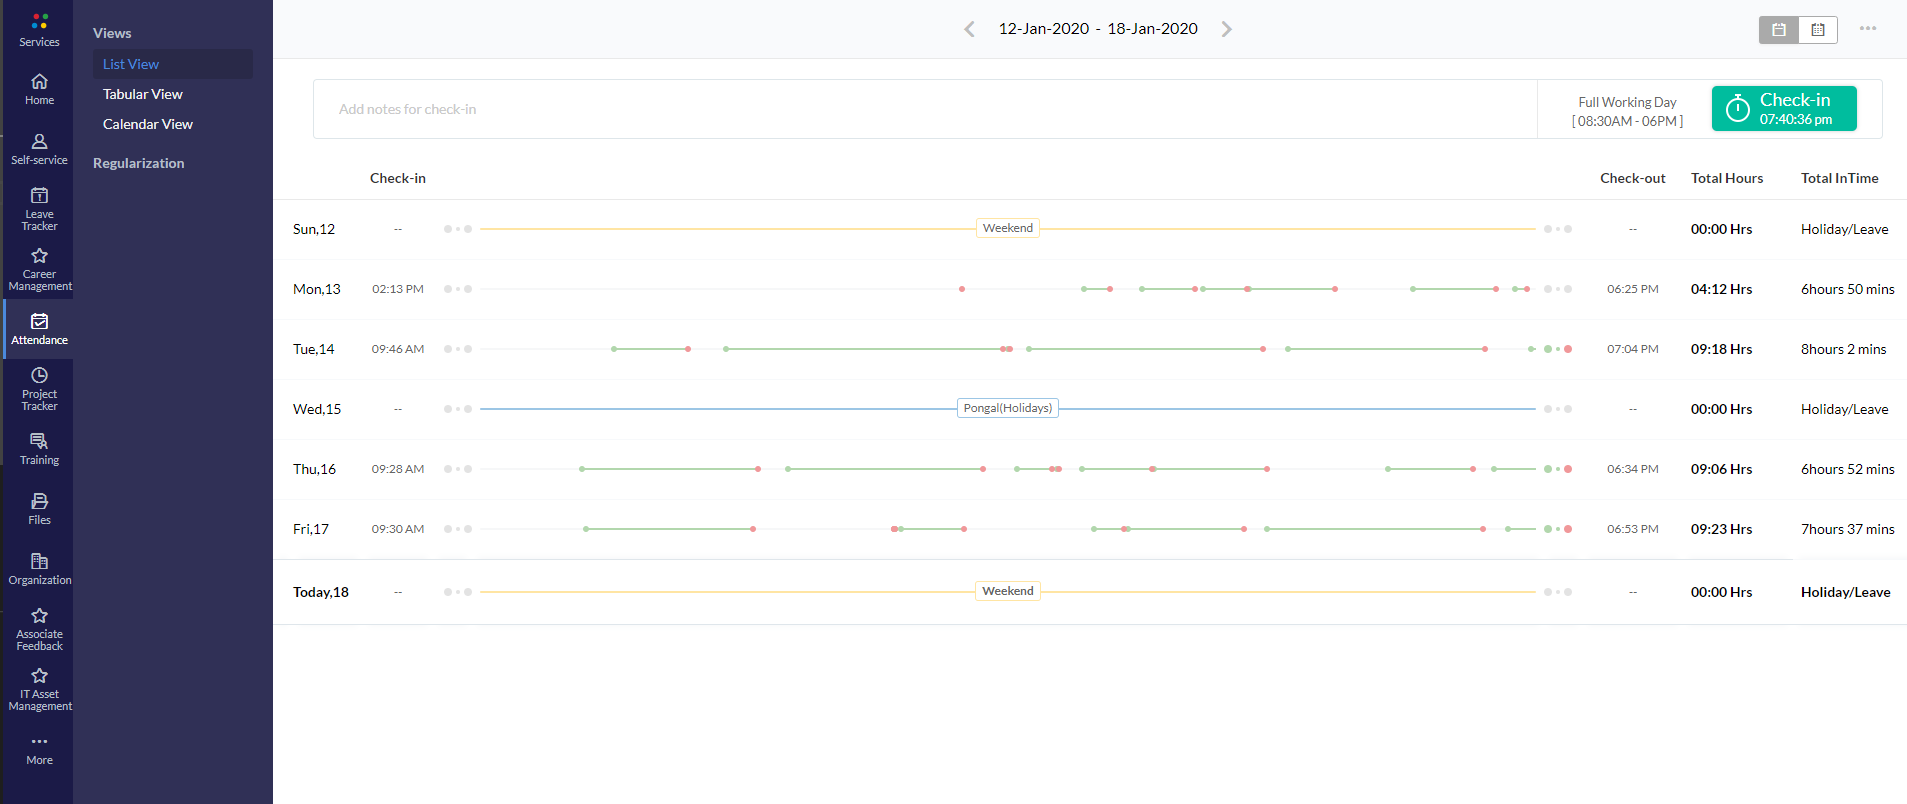 Services
Home
Self-service
Leave
Tracker
Career
Management
Attendance
Project
Tracker
Training
Files
Organization
Associate
Feedback
IT Asset
Management
More
Views
List View
Tabular View
Calendar View
Regularization
12-Jan-2020 - 18-Jan-2020
Add notes for check-in
Full Working Day
[ 08:30AM - 06PM ]
Check-in
07:40:36 pm
Check-in Check-out Total Hours Total InTime
Sun,12 -- Weekend -- 00:00 Hrs Holiday/Leave
Mon,13 02:13 PM 06:25 PM 04:12 Hrs 6hours 50 mins
Tue,14 09:46 AM 07:04 PM 09:18 Hrs 8hours 2 mins
Wed,15 -- Pongal(Holidays) -- 00:00 Hrs Holiday/Leave
Thu,16 09:28 AM 06:34 PM 09:06 Hrs 6hours 52 mins
Fri,17 09:30 AM 06:53 PM 09:23 Hrs 7hours 37 mins
Today,18 -- Weekend -- 00:00 Hrs Holiday/Leave